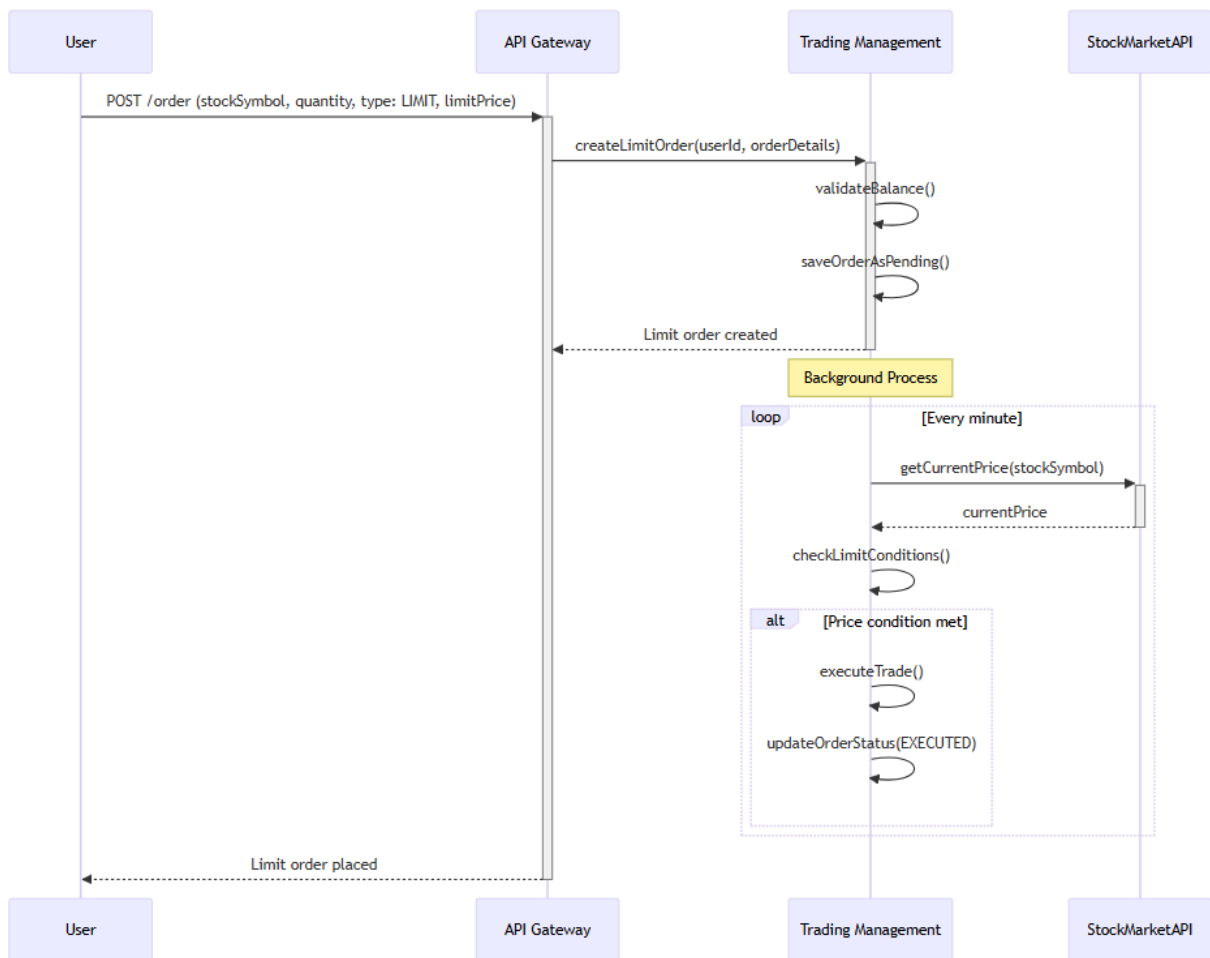 User
API Gateway
Trading Management
StockMarketAPI
POST /order (stockSymbol, quantity, type: LIMIT, limitPrice)
createLimitOrder(userId, orderDetails)
validateBalance()
saveOrderAsPending()
Limit order created
Background Process
loop
[Every minute]
getCurrentPrice(stockSymbol)
currentPrice
checkLimitConditions()
alt
[Price condition met]
executeTrade()
updateOrderStatus(EXECUTED)
Limit order placed
User
API Gateway
Trading Management
StockMarketAPI